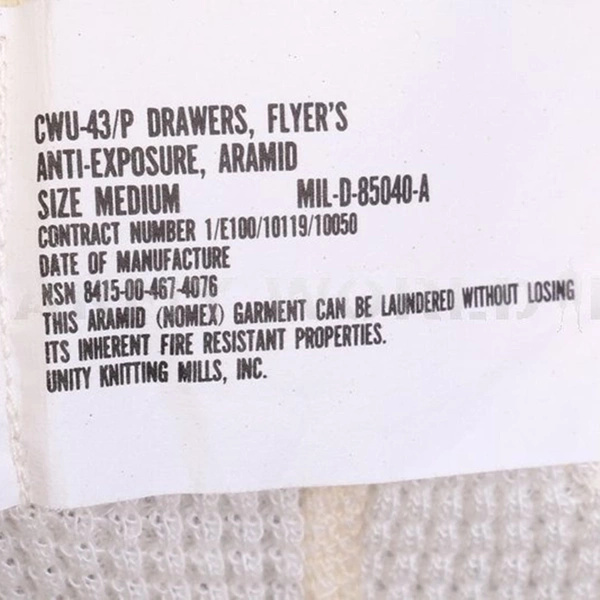 CWU-43/P DRAWERS, FLYER'S
ANTI-EXPOSURE, ARAMID
SIZE MEDIUM MIL-D-85040-A
CONTRACT NUMBER 1/E100/10119/10050
DATE OF MANUFACTURE
NSN 8415-00-467-4076
THIS ARAMID (NOMEX) GARMENT CAN BE LAUNDERED WITHOUT LOSING
ITS INHERENT FIRE RESISTANT PROPERTIES.
UNITY KNITTING MILLS, INC.